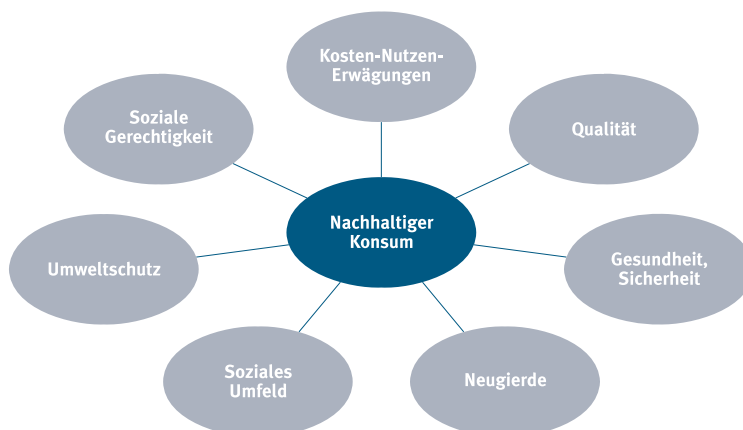 Kosten-Nutzen-
Erwägungen
Soziale
Gerechtigkeit
Qualität
Nachhaltiger
Konsum
Umweltschutz
Gesundheit,
Sicherheit
Soziales
Umfeld
Neugierde